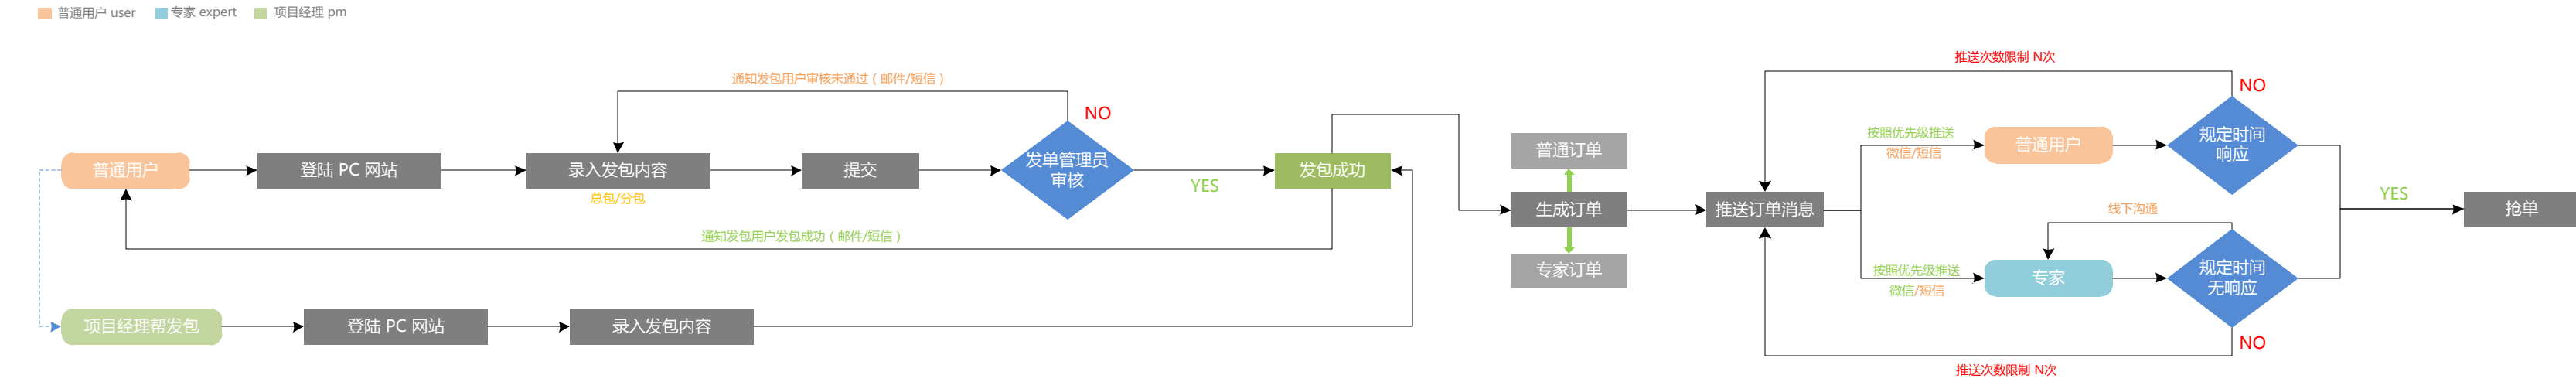 普通用户 user
专家 expert
项目经理 pm
通知发包用户审核未通过（邮件/短信）
NO
普通用户
登陆 PC 网站
录入发包内容
总包/分包
提交
发单管理员
审核
YES
发包成功
通知发包用户发包成功（邮件/短信）
项目经理帮发包
登陆 PC 网站
录入发包内容
普通订单
生成订单
专家订单
推送订单消息
推送次数限制 N次
NO
按照优先级推送
微信/短信
普通用户
规定时间
响应
线下沟通
按照优先级推送
微信/短信
专家
规定时间
无响应
NO
推送次数限制 N次
YES
抢单